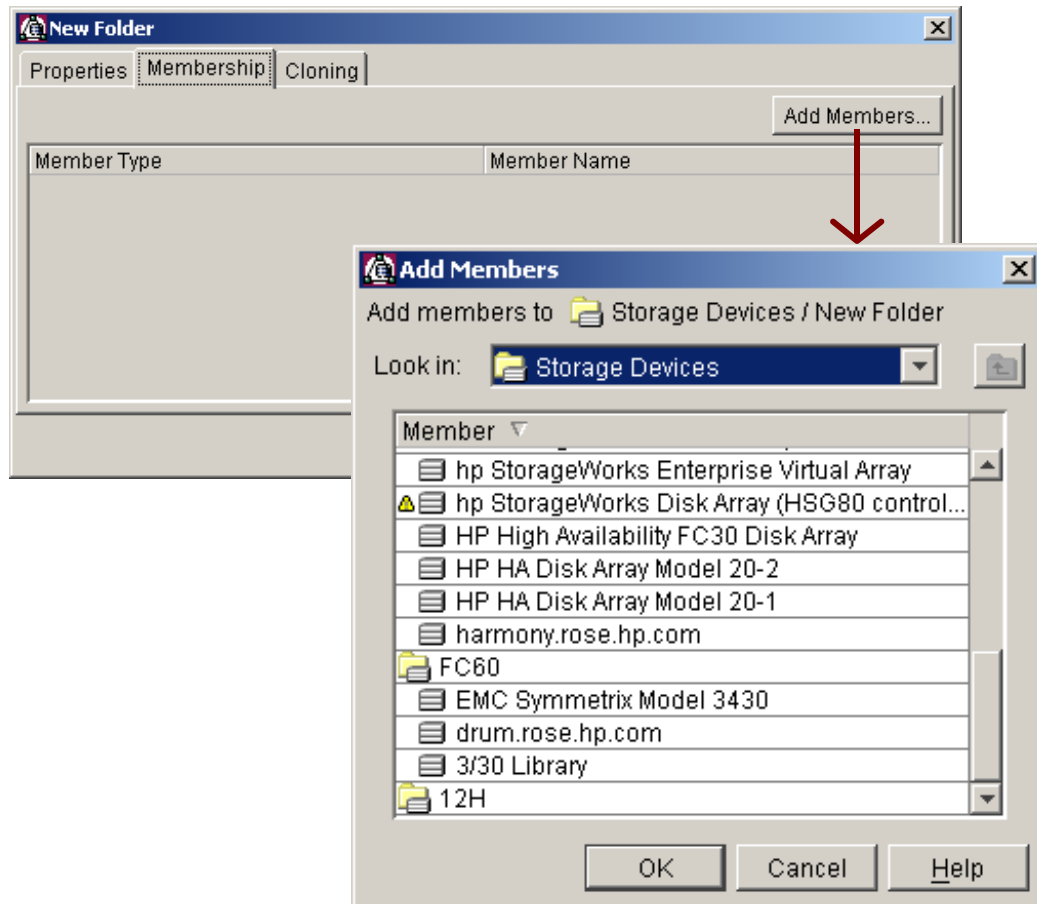 New Folder
Properties Membership Cloning
Add Members...
Member Type Member Name
Add Members
Add members to Storage Devices / New Folder
Look in: Storage Devices
Member
hp StorageWorks Enterprise Virtual Array
hp StorageWorks Disk Array (HSG80 control...
HP High Availability FC30 Disk Array
HP HA Disk Array Model 20-2
HP HA Disk Array Model 20-1
harmony.rose.hp.com
FC60
EMC Symmetrix Model 3430
drum.rose.hp.com
3/30 Library
12H
OK Cancel Help